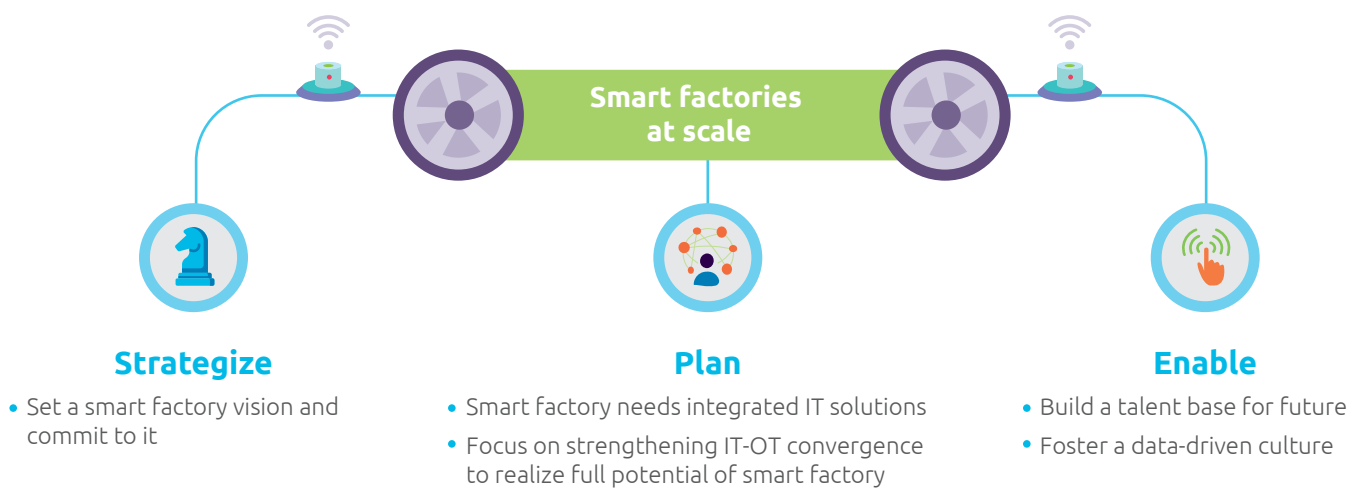 Smart factories
at scale
Strategize
• Set a smart factory vision and
commit to it
Plan
• Smart factory needs integrated IT solutions
• Focus on strengthening IT-OT convergence
to realize full potential of smart factory
Enable
• Build a talent base for future
• Foster a data-driven culture